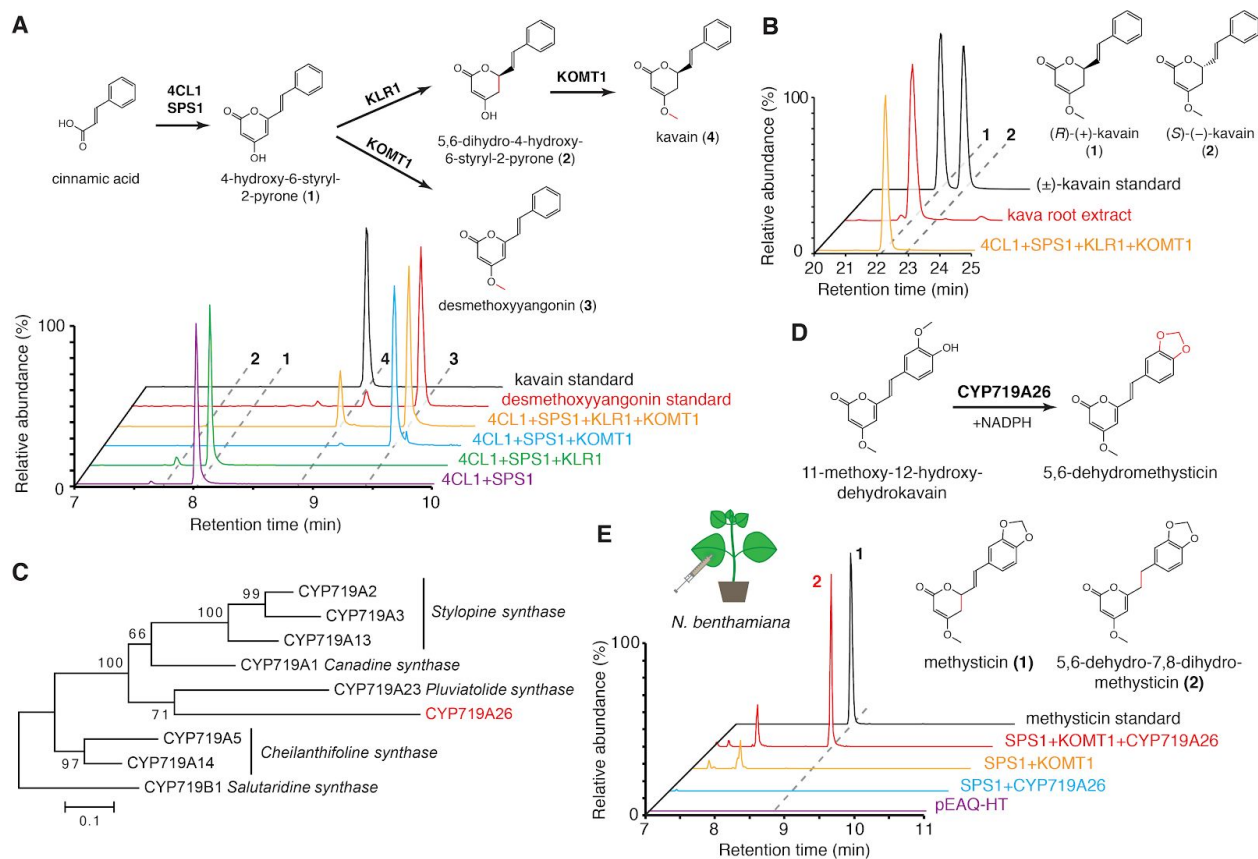 A
4CL1
SPS1
HO
O
cinnamic acid
O
O
OH
4-hydroxy-6-styryl-
2-pyrone (1)
KLR1
KOMT1
O
O
OH
5,6-dihydro-4-hydroxy-
6-styryl-2-pyrone (2)
KOMT1
O
O
O
kavain (4)
O
O
O
desmethoxyyangonin (3)
Relative abundance (%)
100
0
2
1
4
3
kavain standard
desmethoxyyangonin standard
4CL1+SPS1+KLR1+KOMT1
4CL1+SPS1+KOMT1
4CL1+SPS1+KLR1
4CL1+SPS1
7
8
9
10
Retention time (min)
B
Relative abundance (%)
100
0
1
2
O
O
O
(R)-(+)-kavain
(1)
O
O
O
(S)-(−)-kavain
(2)
(±)-kavain standard
kava root extract
4CL1+SPS1+KLR1+KOMT1
20
21
22
23
24
25
Retention time (min)
C
99
100
66
100
71
97
CYP719A2
CYP719A3
CYP719A13
Stylopine synthase
CYP719A1 Canadine synthase
CYP719A23 Pluviatolide synthase
CYP719A26
CYP719A5
CYP719A14
Cheilanthifoline synthase
CYP719B1 Salutaridine synthase
0.1
D
O
OH
O
O
O
11-methoxy-12-hydroxy-
dehydrokavain
CYP719A26
+NADPH
O
O
O
O
O
5,6-dehydromethysticin
E
N. benthamiana
Relative abundance (%)
100
0
2
1
O
O
O
O
O
methysticin (1)
O
O
O
O
O
5,6-dehydro-7,8-dihydro-
methysticin (2)
methysticin standard
SPS1+KOMT1+CYP719A26
SPS1+KOMT1
SPS1+CYP719A26
pEAQ-HT
7
8
9
10
11
Retention time (min)